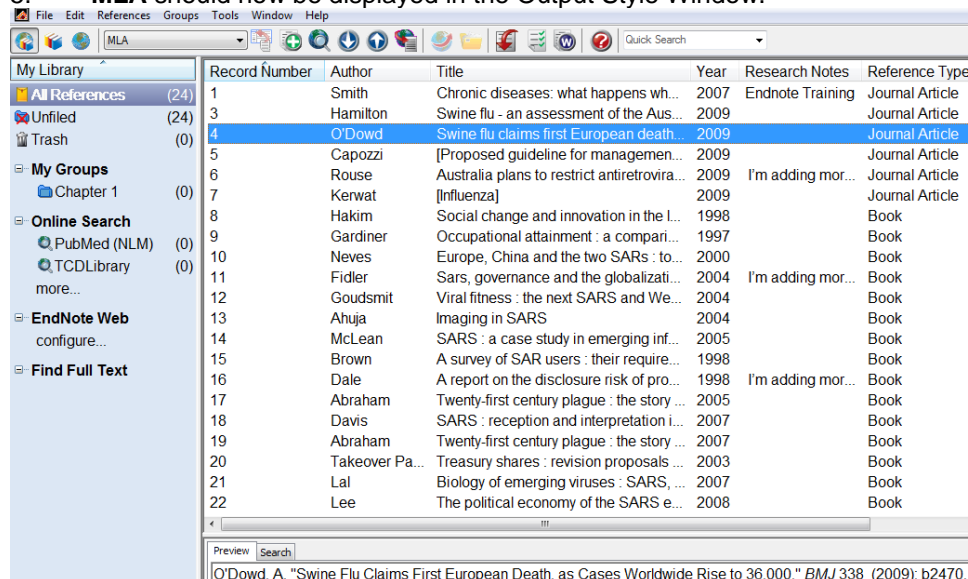 MLA should now be displayed in the Output Style Window.
File Edit References Groups Tools Window Help
MLA Quick Search
My Library
All References (24)
Unfiled (24)
Trash (0)
My Groups
Chapter 1 (0)
Online Search
PubMed (NLM) (0)
TCDLibrary (0)
more...
EndNote Web
configure...
Find Full Text
Record Number Author Title Year Research Notes Reference Type
1 Smith Chronic diseases: what happens wh... 2007 Endnote Training Journal Article
3 Hamilton Swine flu - an assessment of the Aus... 2009 Journal Article
4 O'Dowd Swine flu claims first European death... 2009 Journal Article
5 Capozzi [Proposed guideline for managemen... 2009 Journal Article
6 Rouse Australia plans to restrict antiretrovira... 2009 I'm adding mor... Journal Article
7 Kerwat [Influenza] 2009 Journal Article
8 Hakim Social change and innovation in the l... 1998 Book
9 Gardiner Occupational attainment : a compari... 1997 Book
10 Neves Europe, China and the two SARs : to... 2000 Book
11 Fidler Sars, governance and the globalizati... 2004 I'm adding mor... Book
12 Goudsmit Viral fitness : the next SARS and We... 2004 Book
13 Ahuja Imaging in SARS 2004 Book
14 McLean SARS : a case study in emerging inf... 2005 Book
15 Brown A survey of SAR users : their require... 1998 Book
16 Dale A report on the disclosure risk of pro... 1998 I'm adding mor... Book
17 Abraham Twenty-first century plague : the story ... 2005 Book
18 Davis SARS : reception and interpretation i... 2007 Book
19 Abraham Twenty-first century plague : the story ... 2007 Book
20 Takeover Pa... Treasury shares : revision proposals ... 2003 Book
21 Lal Biology of emerging viruses : SARS, ... 2007 Book
22 Lee The political economy of the SARS e... 2008 Book
Preview Search
O'Dowd, A. "Swine Flu Claims First European Death, as Cases Worldwide Rise to 36,000." BMJ 338 (2009): b2470